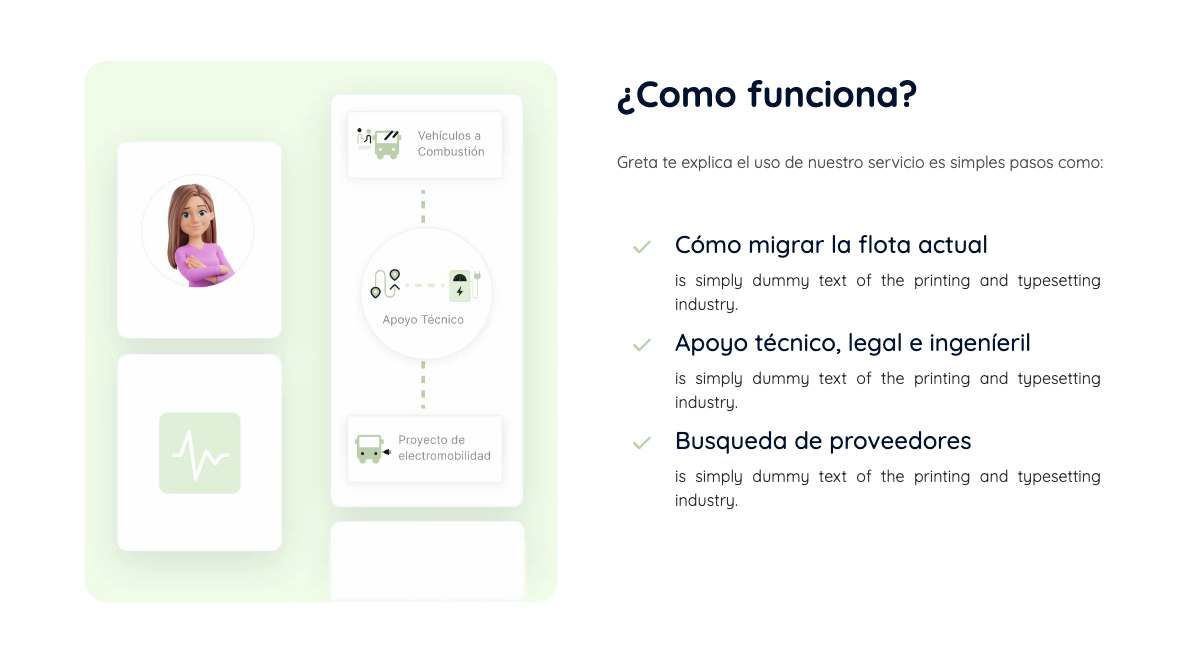 Vehículos a
Combustión
Apoyo Técnico
Proyecto de
electromobilidad
¿Como funciona?
Greta te explica el uso de nuestro servicio es simples pasos como:
Cómo migrar la flota actual
is simply dummy text of the printing and typesetting
industry.
Apoyo técnico, legal e ingeníeril
is simply dummy text of the printing and typesetting
industry.
Busqueda de proveedores
is simply dummy text of the printing and typesetting
industry.